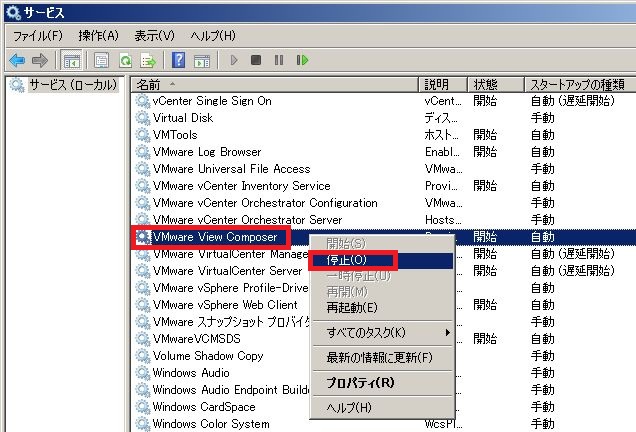 サービス
ファイル(F) 操作(A) 表示(V) ヘルプ(H)
サービス (ローカル)
名前 説明 状態 スタートアップの種類
vCenter Single Sign On vCent... 開始 自動 (遅延開始)
Virtual Disk ディス... 手動
VMTools ホスト... 開始 自動
VMware Log Browser Enabl... 開始 自動
VMware Universal File Access VMwa... 手動
VMware vCenter Inventory Service Provi... 開始 自動
VMware vCenter Orchestrator Configuration VMwa... 手動
VMware vCenter Orchestrator Server Hosts... 手動
VMware View Composer 開始 自動
VMware VirtualCenter Manage 開始 自動 (遅延開始)
VMware VirtualCenter Server 開始 自動 (遅延開始)
VMware vSphere Profile-Drive 自動
VMware vSphere Web Client 開始 自動
VMware スナップショット プロバイダ 手動
VMwareVCMSDS 開始 自動
Volume Shadow Copy 手動
Windows Audio 手動
Windows Audio Endpoint Builde 手動
Windows CardSpace 手動
Windows Color System WcsPl... 手動
開始(S)
停止(O)
一時停止(U)
再開(M)
再起動(E)
すべてのタスク(K)
最新の情報に更新(F)
プロパティ(R)
ヘルプ(H)